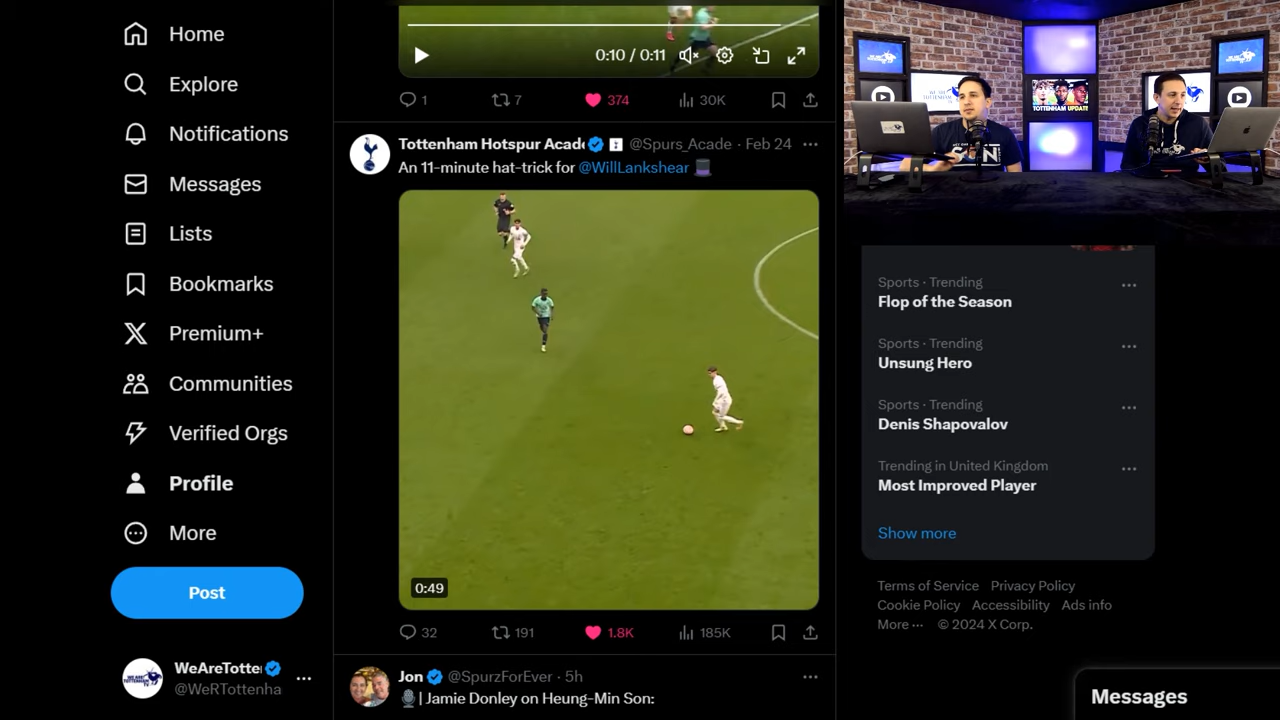 Home
Explore
Notifications
Messages
Lists
Bookmarks
Premium+
Communities
Verified Orgs
Profile
More
Post
WeAreTotte
@WeRTottenha
0:10 / 0:11
1
7
374
30K
Tottenham Hotspur Acade @Spurs_Acade · Feb 24
An 11-minute hat-trick for @WillLankshear
0:49
32
191
1.8K
185K
Jon @SpurzForEver · 5h
| Jamie Donley on Heung-Min Son:
TOTTENHAM UPDATE
Sports · Trending
Flop of the Season
Sports · Trending
Unsung Hero
Sports · Trending
Denis Shapovalov
Trending in United Kingdom
Most Improved Player
Show more
Terms of Service Privacy Policy
Cookie Policy Accessibility Ads info
More ··· © 2024 X Corp.
Messages